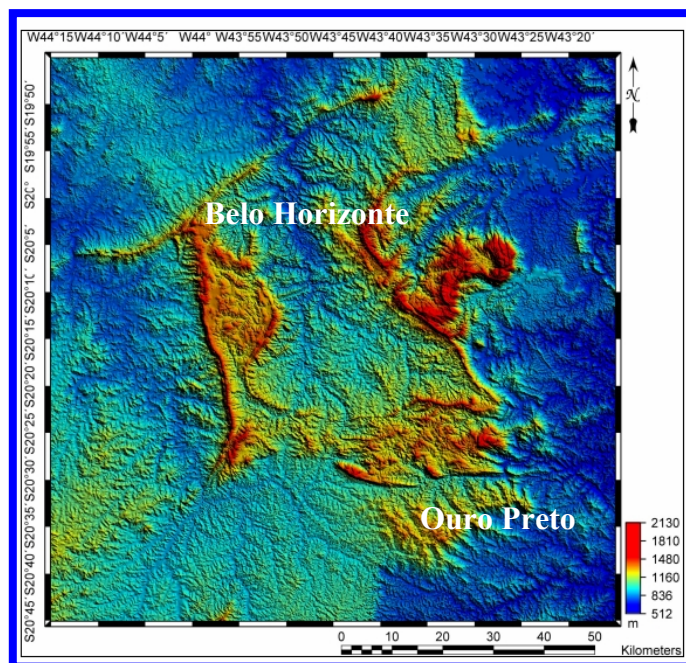 W44°15´ W44°10´ W44°5´ W44° W43°55´ W43°50´ W43°45´ W43°40´ W43°35´ W43°30´ W43°25´ W43°20´
N
S19°50´
S19°55´
S20°
S20°5´
S20°10´
S20°15´
S20°20´
S20°25´
S20°30´
S20°35´
S20°40´
S20°45´
Belo Horizonte
Ouro Preto
2130
1810
1480
1160
836
512
m
0 10 20 30 40 50
Kilometers